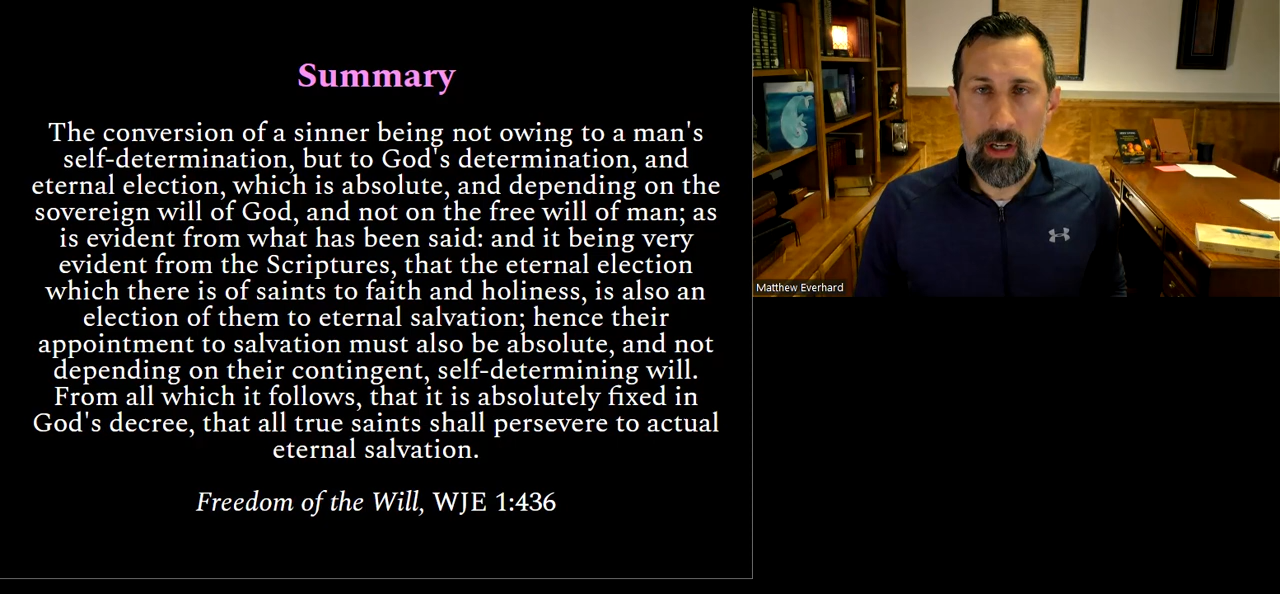 Summary
The conversion of a sinner being not owing to a man's
self-determination, but to God's determination, and
eternal election, which is absolute, and depending on the
sovereign will of God, and not on the free will of man; as
is evident from what has been said: and it being very
evident from the Scriptures, that the eternal election
which there is of saints to faith and holiness, is also an
election of them to eternal salvation; hence their
appointment to salvation must also be absolute, and not
depending on their contingent, self-determining will.
From all which it follows, that it is absolutely fixed in
God's decree, that all true saints shall persevere to actual
eternal salvation.
Freedom of the Will, WJE 1:436
Matthew Everhard